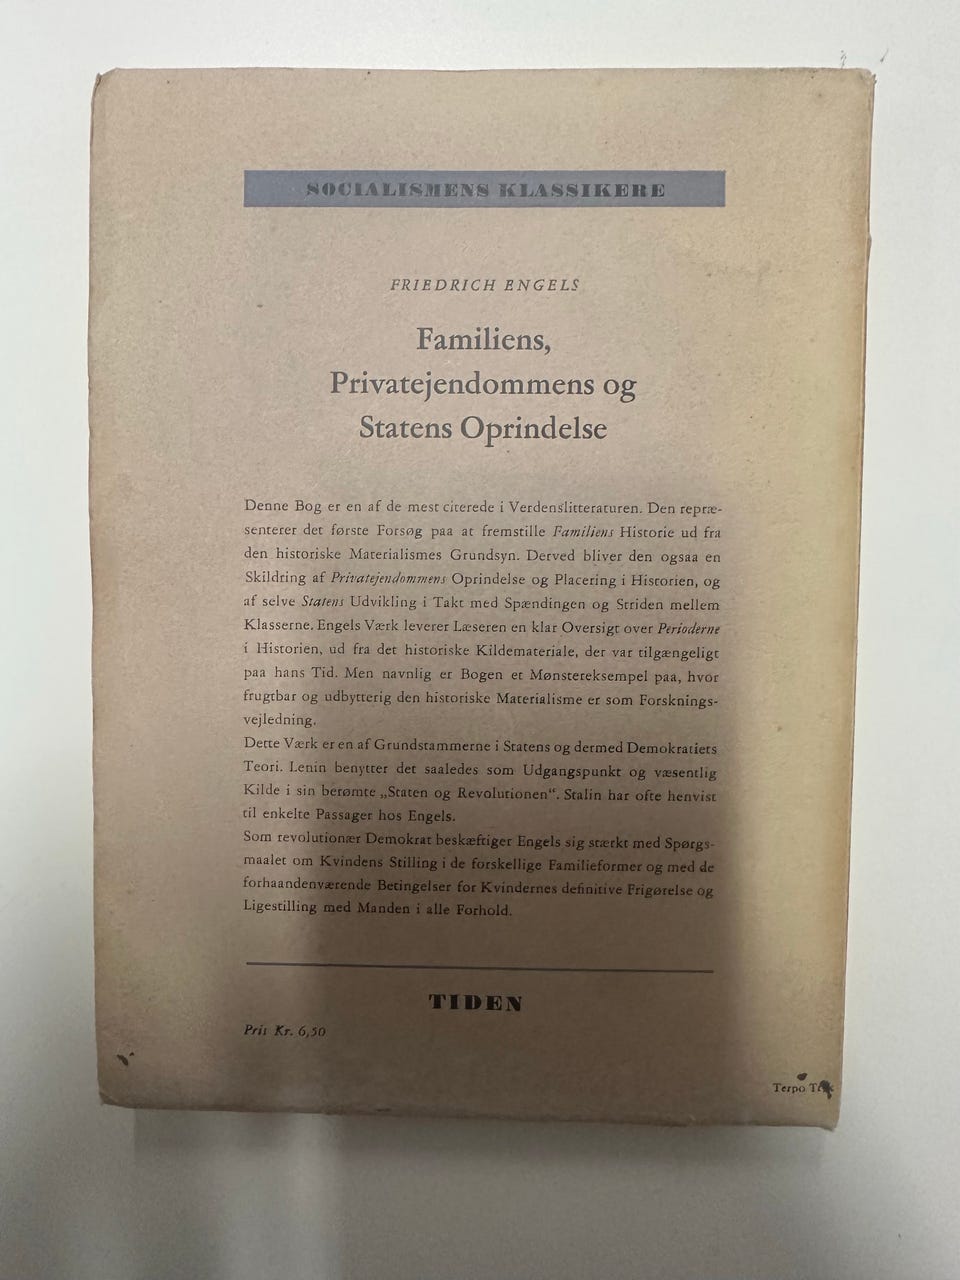 SOCIALISMENS KLASSIKERE
FRIEDRICH ENGELS
Familiens,
Privatejendommens og
Statens Oprindelse
Denne Bog er en af de mest citerede i Verdenslitteraturen. Den repræ-
senterer det første Forsøg paa at fremstille Familiens Historie ud fra
den historiske Materialismes Grundsyn. Derved bliver den ogsaa en
Skildring af Privatejendommens Oprindelse og Placering i Historien, og
af selve Statens Udvikling i Takt med Spændingen og Striden mellem
Klasserne. Engels Værk leverer Læseren en klar Oversigt over Perioderne
i Historien, ud fra det historiske Kildemateriale, der var tilgængeligt
paa hans Tid. Men navnlig er Bogen et Mønstereksempel paa, hvor
frugtbar og udbytterig den historiske Materialisme er som Forsknings-
vejledning.
Dette Værk er en af Grundstammerne i Statens og dermed Demokratiets
Teori. Lenin benytter det saaledes som Udgangspunkt og væsentlig
Kilde i sin berømte „Staten og Revolutionen“. Stalin har ofte henvist
til enkelte Passager hos Engels.
Som revolutionær Demokrat beskæftiger Engels sig stærkt med Spørgs-
maalet om Kvindens Stilling i de forskellige Familieformer og med de
forhaandenværende Betingelser for Kvindernes definitive Frigørelse og
Ligestilling med Manden i alle Forhold.
TIDEN
Pris Kr. 6,50
Terpo